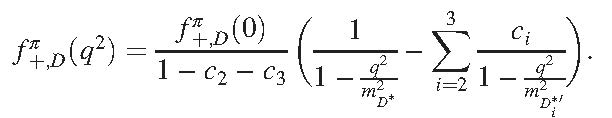 f^{\pi}_{+,D}(q^2) = \frac{f^{\pi}_{+,D}(0)}{1 - c_2 - c_3} \left( \frac{1}{1 - \frac{q^2}{m^2_{D^*}}} - \sum_{i=2}^{3} \frac{c_i}{1 - \frac{q^2}{m^2_{D^{*\prime}_i}}} \right).